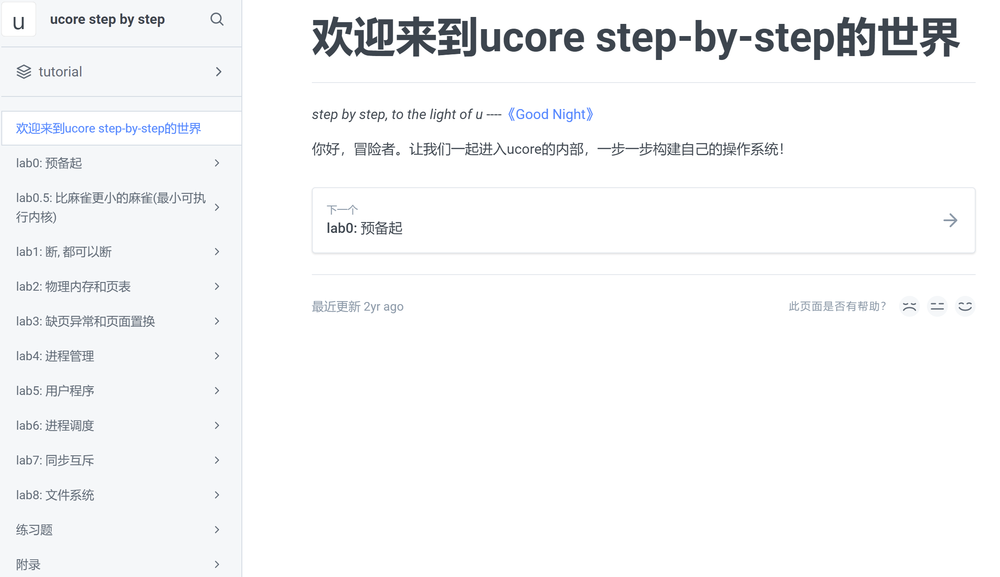 u
ucore step by step
tutorial
欢迎来到ucore step-by-step的世界
lab0: 预备起
lab0.5: 比麻雀更小的麻雀(最小可执
行内核)
lab1: 断, 都可以断
lab2: 物理内存和页表
lab3: 缺页异常和页面置换
lab4: 进程管理
lab5: 用户程序
lab6: 进程调度
lab7: 同步互斥
lab8: 文件系统
练习题
附录
欢迎来到ucore step-by-step的世界
step by step, to the light of u ----《Good Night》
你好，冒险者。让我们一起进入ucore的内部，一步一步构建自己的操作系统！
下一个
lab0: 预备起
最近更新 2yr ago
此页面是否有帮助？